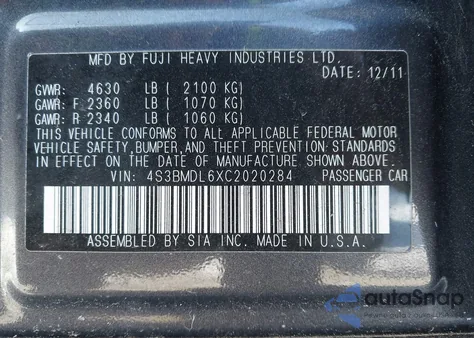 MFD BY FUJI HEAVY INDUSTRIES LTD.
DATE: 12/11
GVWR: 4630 LB ( 2100 KG)
GAWR: F 2360 LB ( 1070 KG)
GAWR: R 2340 LB ( 1060 KG)
THIS VEHICLE CONFORMS TO ALL APPLICABLE FEDERAL MOTOR
VEHICLE SAFETY, BUMPER, AND THEFT PREVENTION STANDARDS
IN EFFECT ON THE DATE OF MANUFACTURE SHOWN ABOVE.
VIN: 4S3BMDL6XC2020284 PASSENGER CAR
ASSEMBLED BY SIA INC. MADE IN U.S.A.
autoSnap